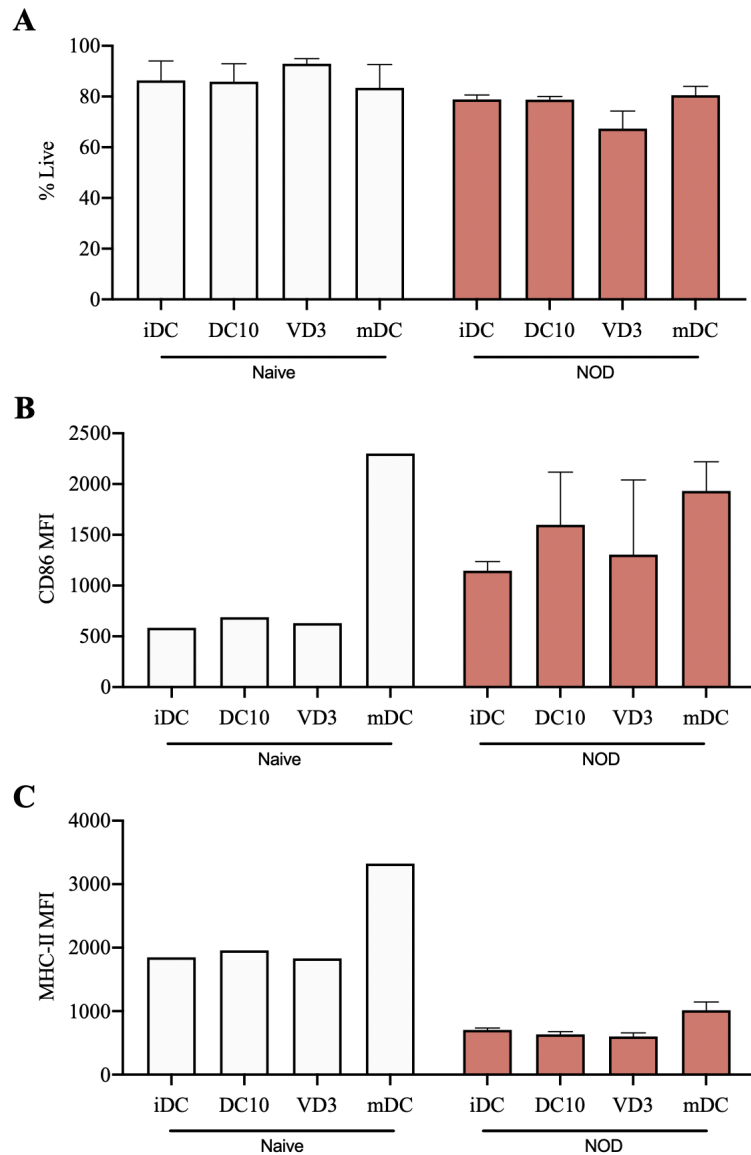 A
100
80
60
40
20
0
% Live
iDC DC10 VD3 mDC iDC DC10 VD3 mDC
Naive NOD
B
2500
2000
1500
1000
500
0
CD86 MFI
iDC DC10 VD3 mDC iDC DC10 VD3 mDC
Naive NOD
C
4000
3000
2000
1000
0
MHC-II MFI
iDC DC10 VD3 mDC iDC DC10 VD3 mDC
Naive NOD